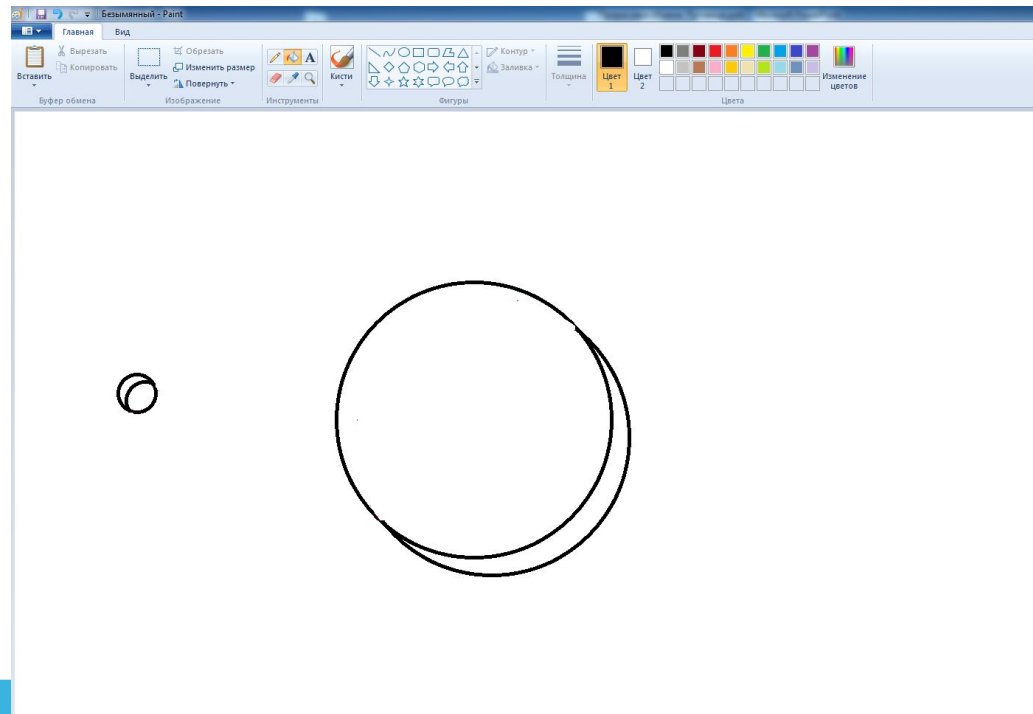 Безымянный - Paint
Главная Вид
Вставить
Вырезать
Копировать
Буфер обмена
Выделить
Обрезать
Изменить размер
Повернуть
Изображение
A
Инструменты
Кисти
Контур
Заливка
Фигуры
Толщина
Цвет 1
Цвет 2
Изменение цветов
Цвета